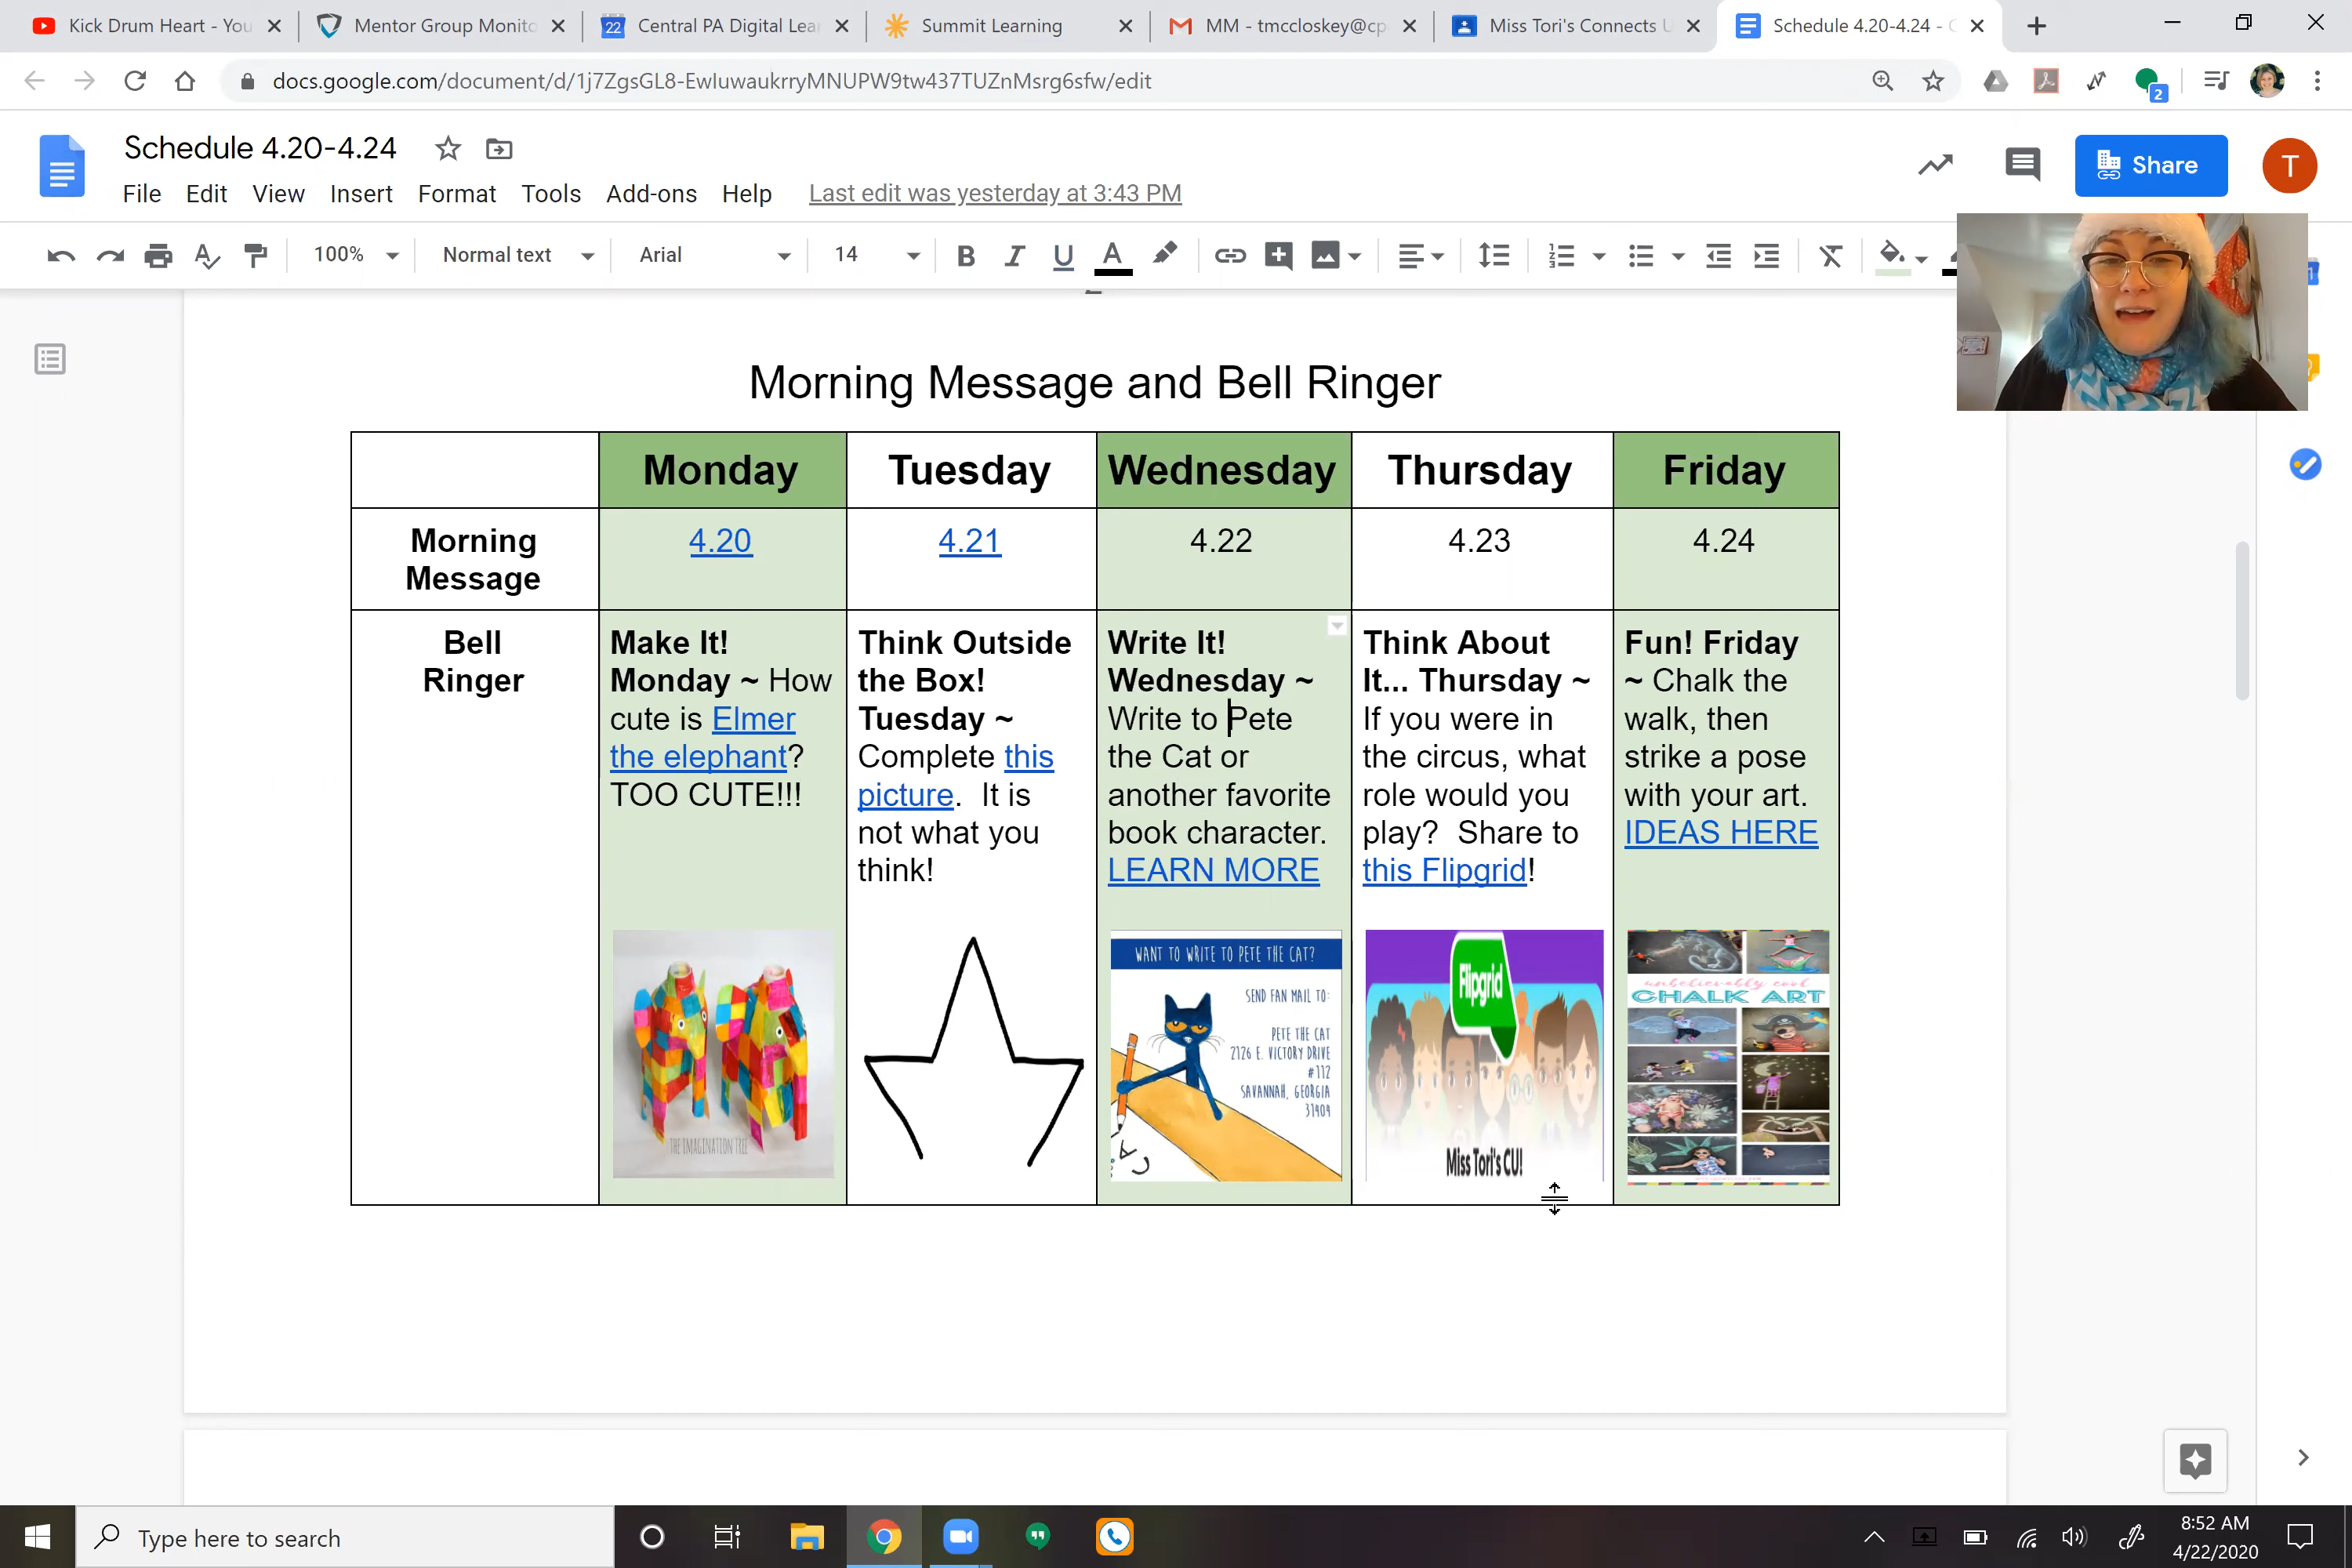 Kick Drum Heart - You
Mentor Group Monito
22
Central PA Digital Lea
Summit Learning
MM - tmccloskey@cp
Miss Tori's Connects U
Schedule 4.20-4.24 -
docs.google.com/document/d/1j7ZgsGL8-EwIuwaukrryMNUPW9tw437TUZnMsrg6sfw/edit
2
Schedule 4.20-4.24
File Edit View Insert Format Tools Add-ons Help Last edit was yesterday at 3:43 PM
Share
T
100% Normal text Arial 14 B I U A
Morning Message and Bell Ringer
Monday Tuesday Wednesday Thursday Friday
Morning
Message
4.20 4.21 4.22 4.23 4.24
Bell
Ringer
Make It!
Monday ~ How
cute is Elmer
the elephant?
TOO CUTE!!!
THE IMAGINATION TREE
Think Outside
the Box!
Tuesday ~
Complete this
picture. It is
not what you
think!
Write It!
Wednesday ~
Write to Pete
the Cat or
another favorite
book character.
LEARN MORE
WANT TO WRITE TO PETE THE CAT?
SEND FAN MAIL TO:
PETE THE CAT
2126 E. VICTORY DRIVE
#112
SAVANNAH, GEORGIA
31404
CA
Think About
It... Thursday ~
If you were in
the circus, what
role would you
play? Share to
this Flipgrid!
Flipgrid
Miss Tori's CU!
Fun! Friday
~ Chalk the
walk, then
strike a pose
with your art.
IDEAS HERE
unbelievably cool
CHALK ART
Type here to search
8:52 AM
4/22/2020